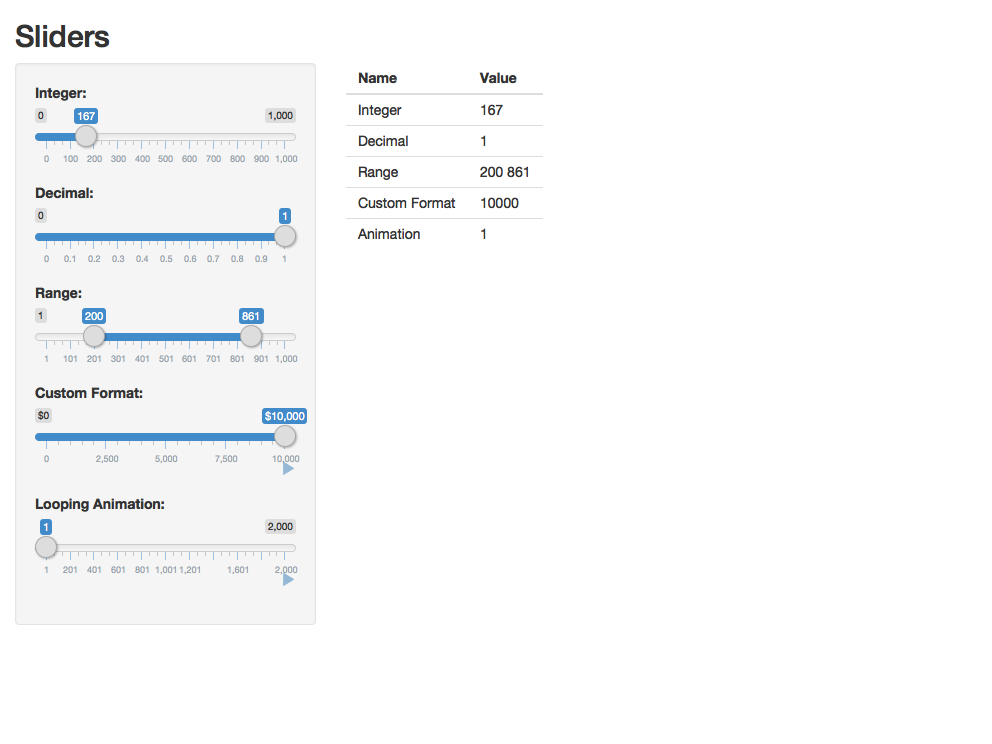 Sliders
Integer:
0 167 1,000
0 100 200 300 400 500 600 700 800 900 1,000
Decimal:
0 1
0 0.1 0.2 0.3 0.4 0.5 0.6 0.7 0.8 0.9 1
Range:
1 200 861
1 101 201 301 401 501 601 701 801 901 1,000
Custom Format:
$0 $10,000
0 2,500 5,000 7,500 10,000
Looping Animation:
1 2,000
1 201 401 601 801 1,001 1,201 1,601 2,000
Name Value
Integer 167
Decimal 1
Range 200 861
Custom Format 10000
Animation 1